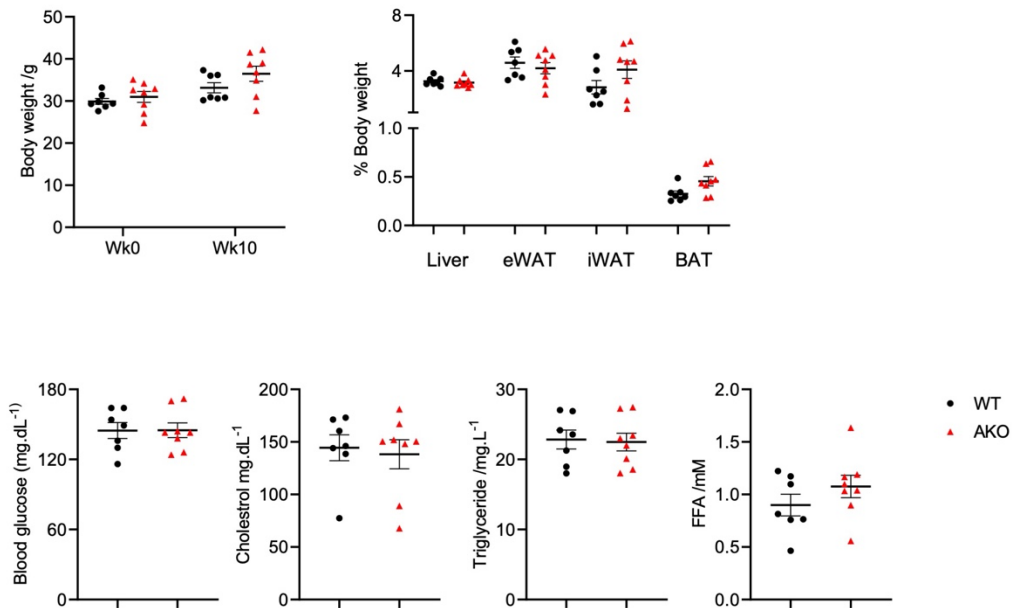 Body weight /g
50
40
30
20
10
0
Wk0
Wk10
% Body weight
8
4
1.0
0.5
0.0
Liver
eWAT
iWAT
BAT
Blood glucose (mg.dL-1)
180
120
60
0
Cholestrol mg.dL-1
200
150
100
50
0
Triglyceride /mg.L-1
30
20
10
0
FFA /mM
2.0
1.5
1.0
0.5
0.0
WT
AKO